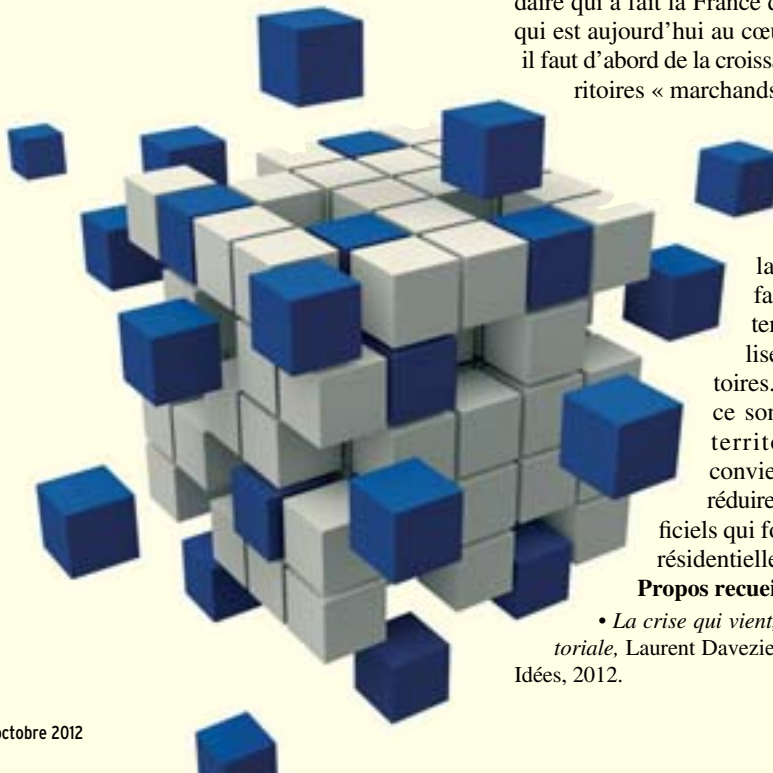 daire qui a fait la France d
qui est aujourd'hui au cœu
il faut d'abord de la croissa
ritoires « marchands
la
fa
ter
lise
toires.
ce son
territo
convie
réduire
ficiels qui fo
résidentielle
Propos recuei
• La crise qui vient,
toriale, Laurent Davezie
Idées, 2012.
octobre 2012